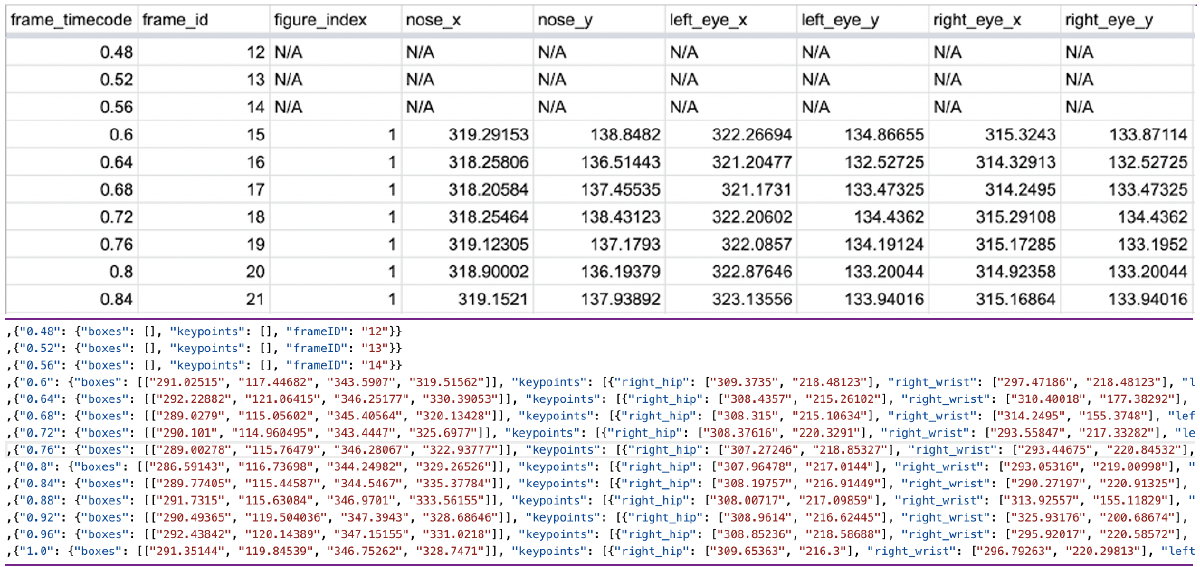 frame_timecode frame_id figure_index nose_x nose_y left_eye_x left_eye_y right_eye_x right_eye_y
0.48 12 N/A N/A N/A N/A N/A N/A N/A
0.52 13 N/A N/A N/A N/A N/A N/A N/A
0.56 14 N/A N/A N/A N/A N/A N/A N/A
0.6 15 1 319.29153 138.8482 322.26694 134.86655 315.3243 133.87114
0.64 16 1 318.25806 136.51443 321.20477 132.52725 314.32913 132.52725
0.68 17 1 318.20584 137.45535 321.1731 133.47325 314.2495 133.47325
0.72 18 1 318.25464 138.43123 322.20602 134.4362 315.29108 134.4362
0.76 19 1 319.12305 137.1793 322.0857 134.19124 315.17285 133.1952
0.8 20 1 318.90002 136.19379 322.87646 133.20044 314.92358 133.20044
0.84 21 1 319.1521 137.93892 323.13556 133.94016 315.16864 133.94016
,{"0.48": {"boxes": [], "keypoints": [], "frameID": "12"}}
,{"0.52": {"boxes": [], "keypoints": [], "frameID": "13"}}
,{"0.56": {"boxes": [], "keypoints": [], "frameID": "14"}}
,{"0.6": {"boxes": [["291.02515", "117.44682", "343.5907", "319.51562"]], "keypoints": [{"right_hip": ["309.3735", "218.48123"], "right_wrist": ["297.47186", "218.48123"], "l
,{"0.64": {"boxes": [["292.22882", "121.06415", "346.25177", "330.39053"]], "keypoints": [{"right_hip": ["308.4357", "215.26102"], "right_wrist": ["310.40018", "177.38292"], "
,{"0.68": {"boxes": [["289.0279", "115.05602", "345.40564", "320.13428"]], "keypoints": [{"right_hip": ["308.315", "215.10634"], "right_wrist": ["314.2495", "155.3748"], "lef
,{"0.72": {"boxes": [["290.101", "114.960495", "343.4447", "325.6977"]], "keypoints": [{"right_hip": ["308.37616", "220.3291"], "right_wrist": ["293.55847", "217.33282"], "le
,{"0.76": {"boxes": [["289.00278", "115.76479", "346.28067", "322.93777"]], "keypoints": [{"right_hip": ["307.27246", "218.85327"], "right_wrist": ["293.44675", "220.84532"],
,{"0.8": {"boxes": [["286.59143", "116.73698", "344.24982", "329.26526"]], "keypoints": [{"right_hip": ["307.96478", "217.0144"], "right_wrist": ["293.05316", "219.00998"], "
,{"0.84": {"boxes": [["289.77405", "115.44587", "344.5467", "335.37784"]], "keypoints": [{"right_hip": ["308.19757", "216.91449"], "right_wrist": ["290.27197", "220.91325"], "
,{"0.88": {"boxes": [["291.7315", "115.63084", "346.9701", "333.56155"]], "keypoints": [{"right_hip": ["308.00717", "217.09859"], "right_wrist": ["313.92557", "155.11829"], "
,{"0.92": {"boxes": [["290.49365", "119.504036", "347.3943", "328.68646"]], "keypoints": [{"right_hip": ["308.9614", "216.62445"], "right_wrist": ["325.93176", "200.68674"],
,{"0.96": {"boxes": [["292.43842", "120.14389", "347.15155", "331.0218"]], "keypoints": [{"right_hip": ["308.85236", "218.58688"], "right_wrist": ["295.92017", "220.58572"],
,{"1.0": {"boxes": [["291.35144", "119.84539", "346.75262", "328.7471"]], "keypoints": [{"right_hip": ["309.65363", "216.3"], "right_wrist": ["296.79263", "220.29813"], "left